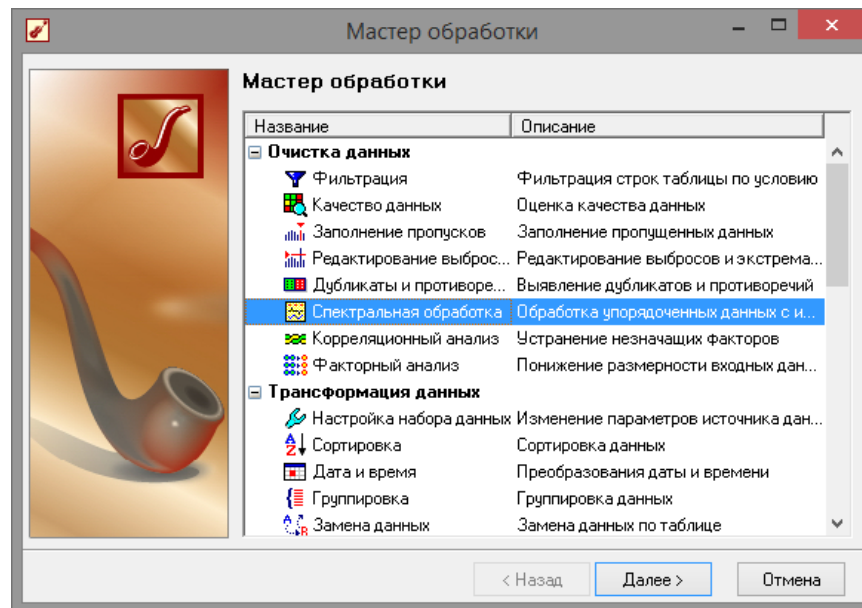 Мастер обработки
Мастер обработки
Название Описание
Очистка данных
Фильтрация Фильтрация строк таблицы по условию
Качество данных Оценка качества данных
Заполнение пропусков Заполнение пропущенных данных
Редактирование выброс... Редактирование выбросов и экстрема...
Дубликаты и противоре... Выявление дубликатов и противоречий
Спектральная обработка Обработка упорядоченных данных с и...
Корреляционный анализ Устранение незначащих факторов
Факторный анализ Понижение размерности входных дан...
Трансформация данных
Настройка набора данных Изменение параметров источника дан...
Сортировка Сортировка данных
Дата и время Преобразования даты и времени
Группировка Группировка данных
Замена данных Замена данных по таблице
< Назад Далее > Отмена